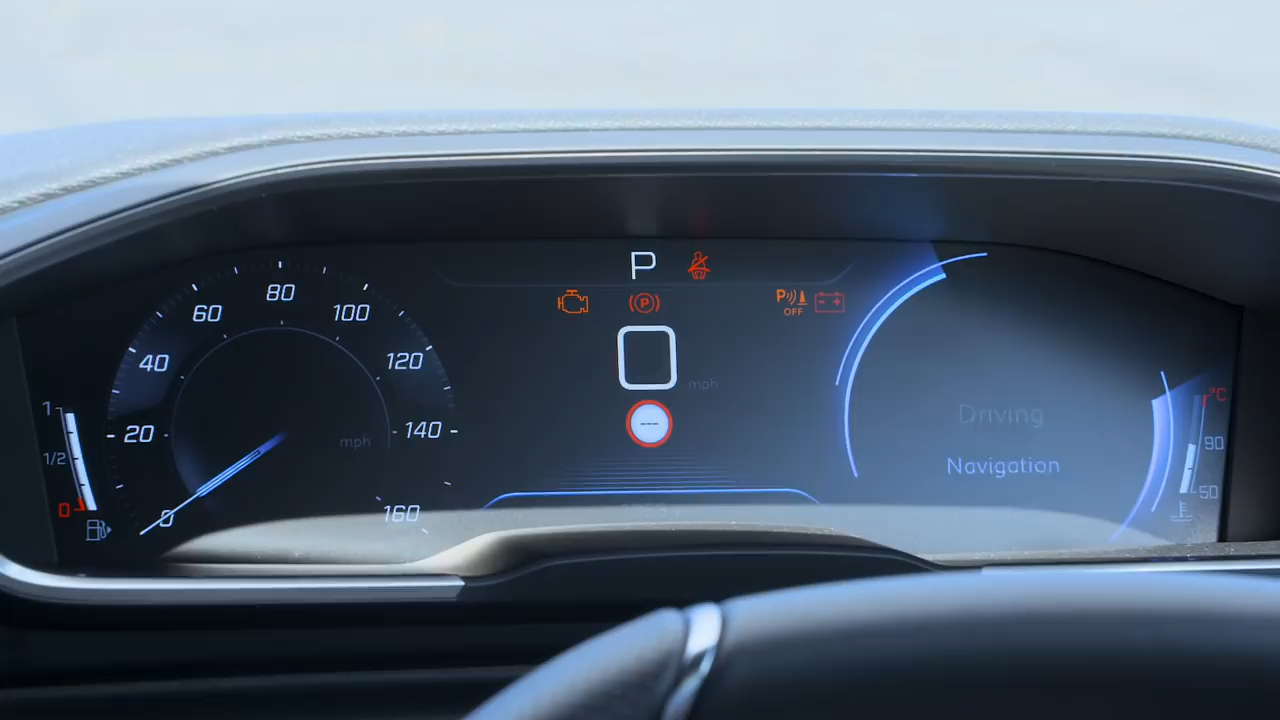 P
P
P
OFF
60
80
100
40
120
20
140
mph
0
160
1
1/2
0
mph
---
Driving
Navigation
°C
90
50